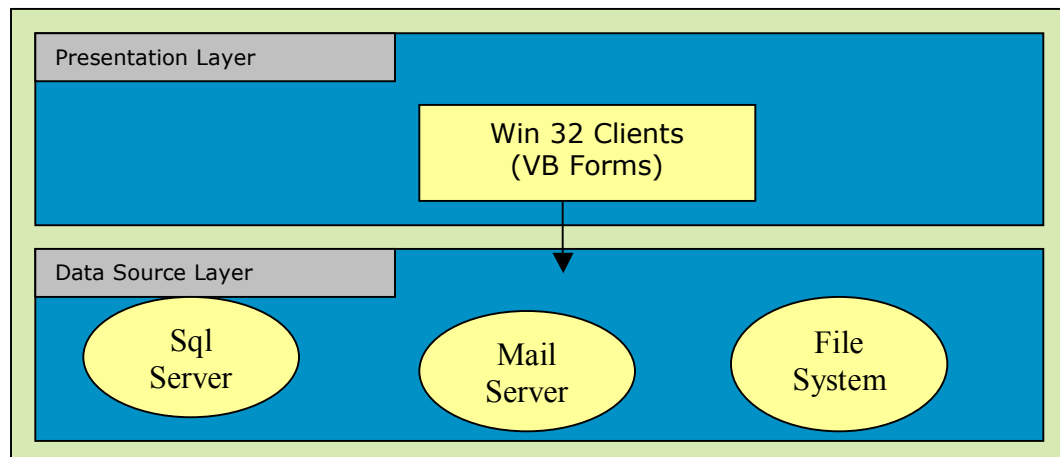 Presentation Layer
Win 32 Clients
(VB Forms)
Data Source Layer
Sql
Server
Mail
Server
File
System